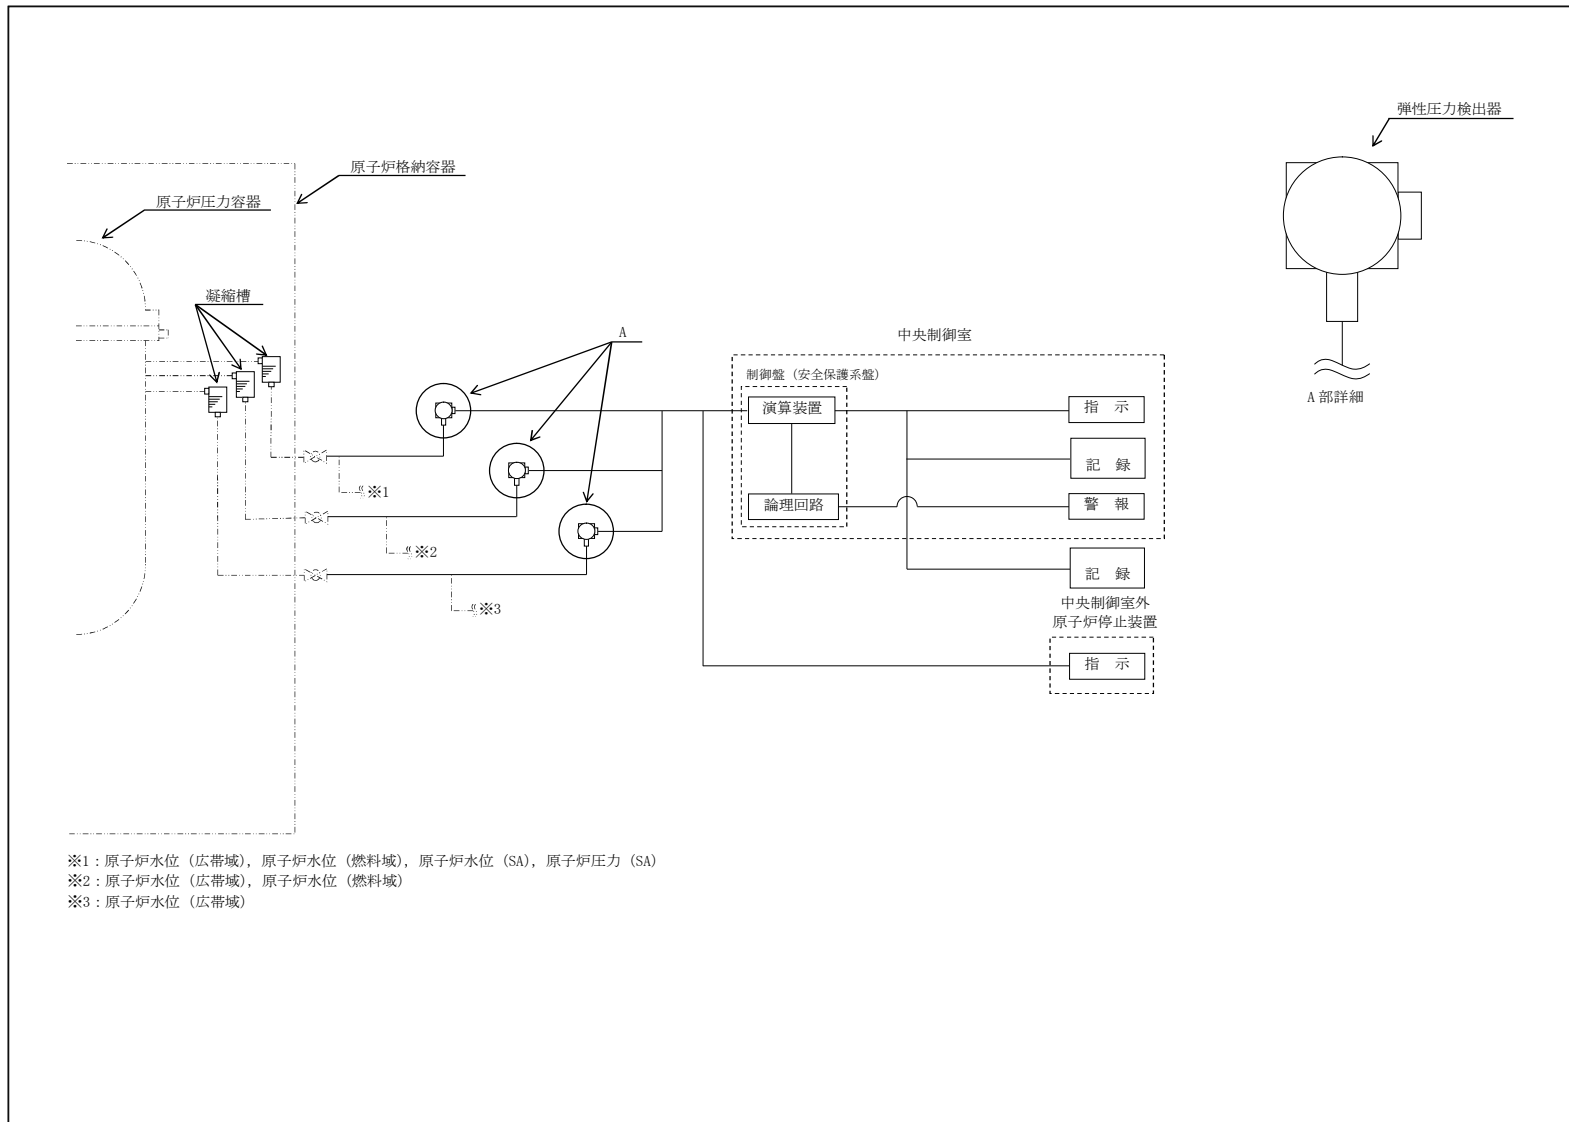 弾性圧力検出器
原子炉格納容器
原子炉圧力容器
凝縮槽
A
中央制御室
制御盤（安全保護系盤）
演算装置
指　示
A 部詳細
記　録
※1
論理回路
警　報
※2
記　録
※3
中央制御室外
原子炉停止装置
指　示
※1：原子炉水位（広帯域），原子炉水位（燃料域），原子炉水位（SA），原子炉圧力（SA）
※2：原子炉水位（広帯域），原子炉水位（燃料域）
※3：原子炉水位（広帯域）